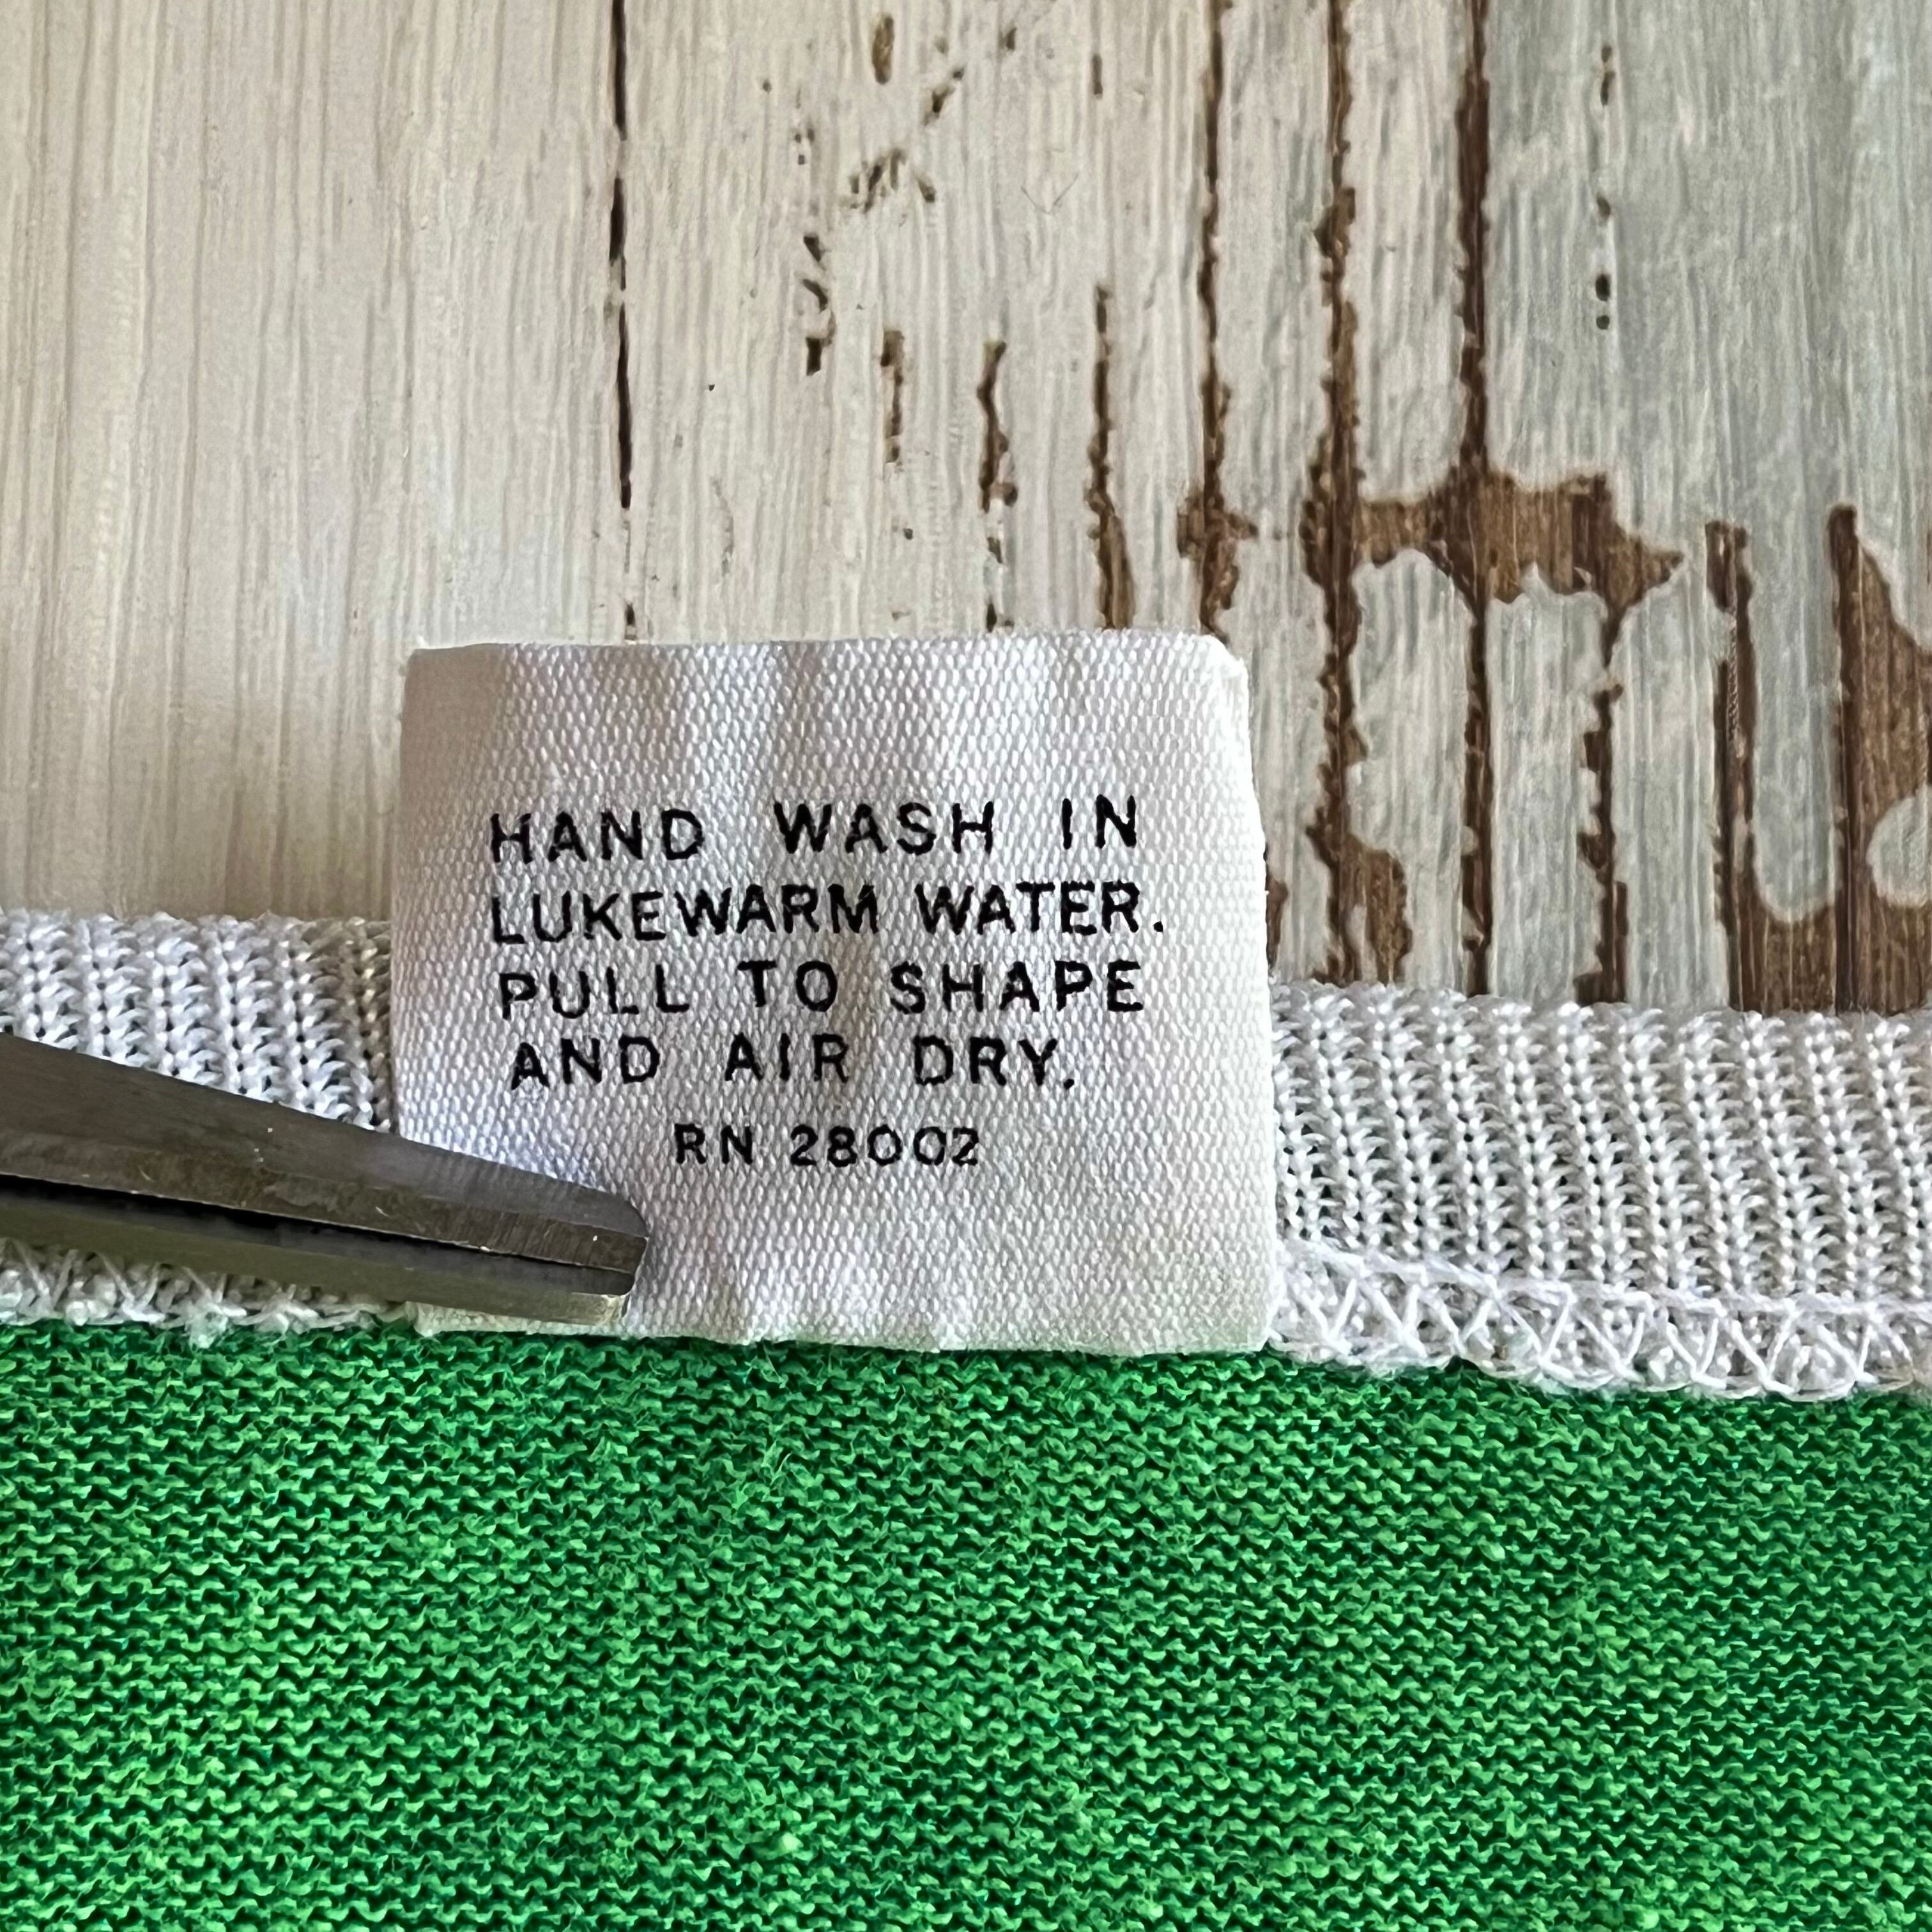 HAND WASH IN
LUKEWARM WATER.
PULL TO SHAPE
AND AIR DRY.
RN 28002